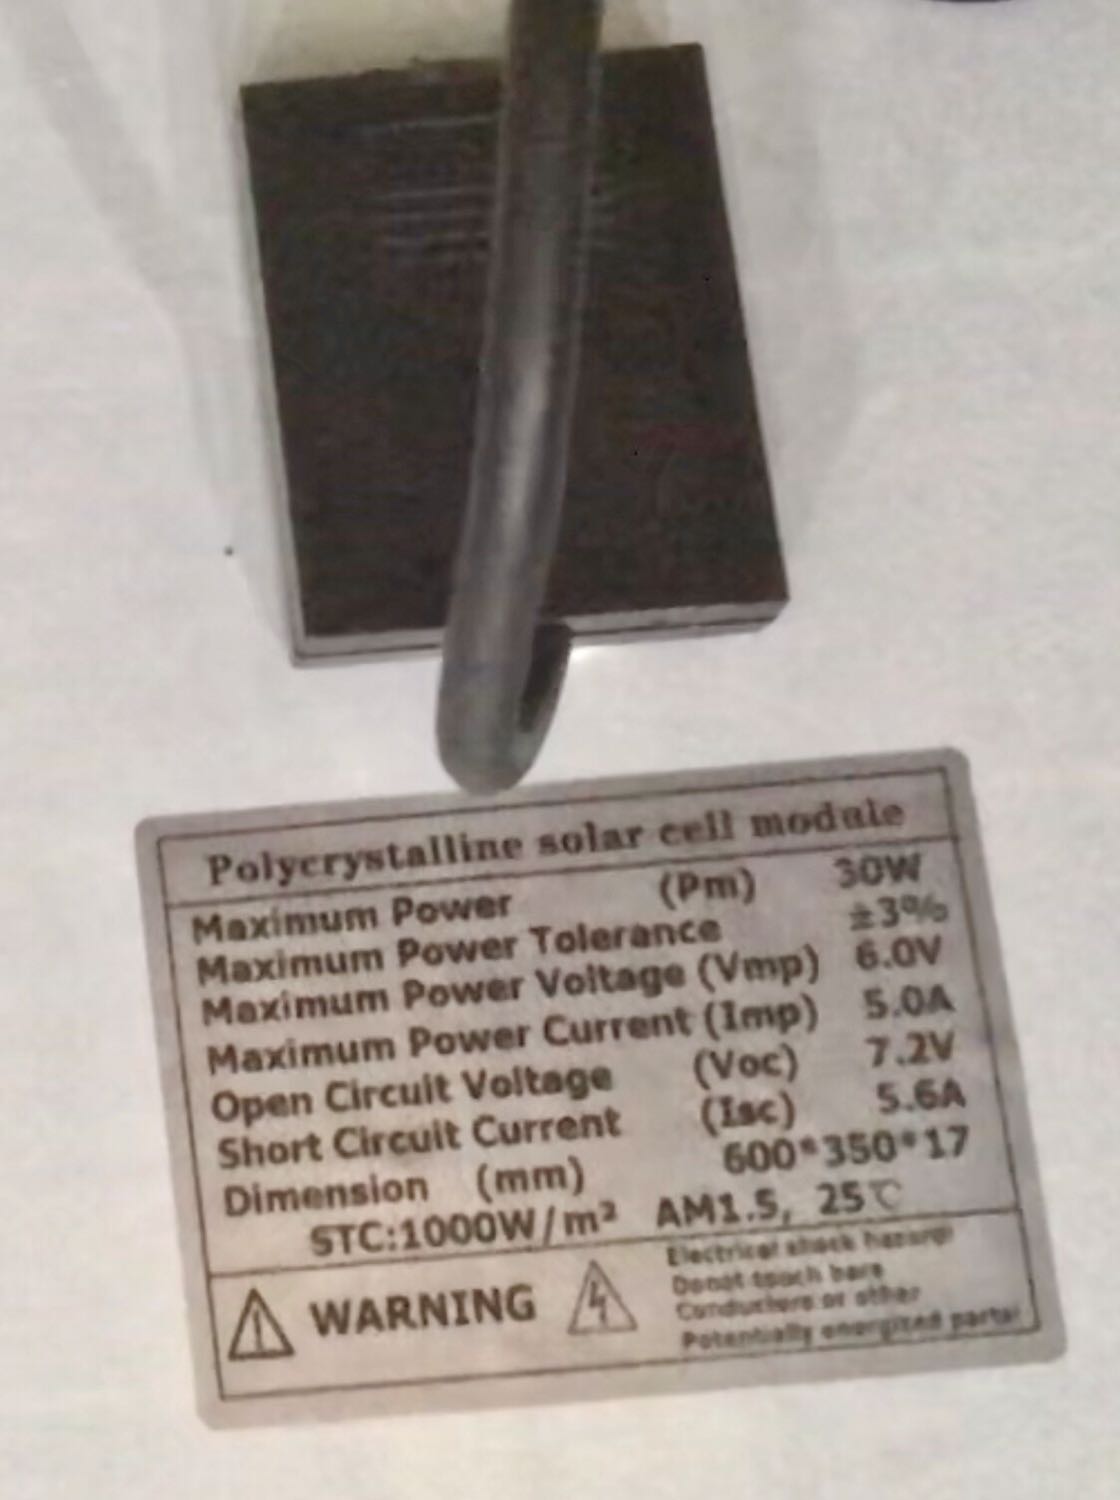 Polycrystalline solar cell module
Maximum Power (Pm) 30W
Maximum Power Tolerance ±3%
Maximum Power Voltage (Vmp) 6.0V
Maximum Power Current (Imp) 5.0A
Open Circuit Voltage (Voc) 7.2V
Short Circuit Current (Isc) 5.6A
Dimension (mm) 600*350*17
STC:1000W/m² AM1.5, 25℃
WARNING
Electrical shock hazard
Donot touch bare
Conductors or other
Potentially energized parts!